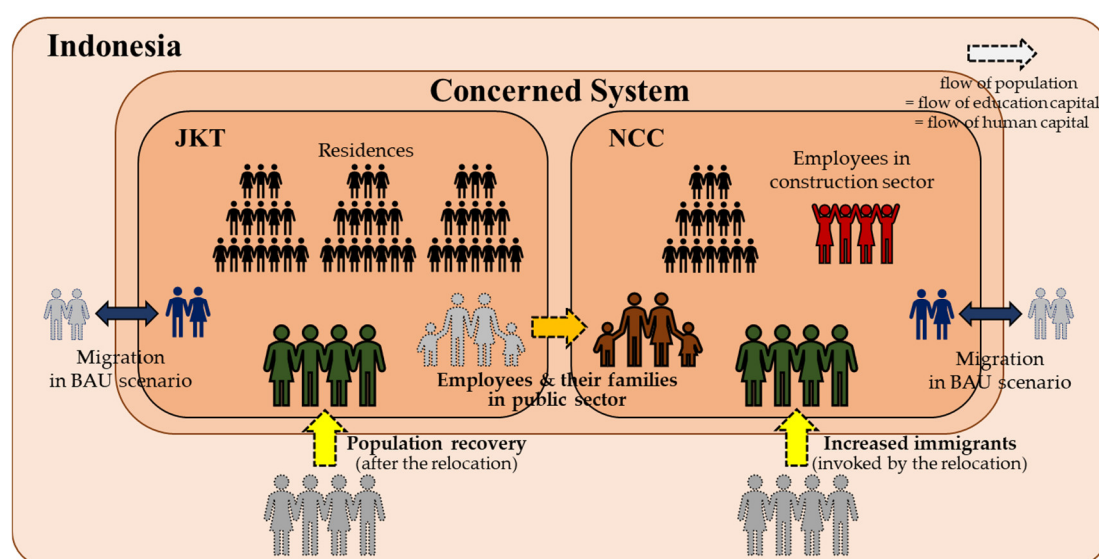 Indonesia
flow of population
= flow of education capital
= flow of human capital
Concerned System
JKT
Residences
NCC
Employees in
construction sector
Migration
in BAU scenario
Employees & their families
in public sector
Migration
in BAU scenario
Population recovery
(after the relocation)
Increased immigrants
(invoked by the relocation)